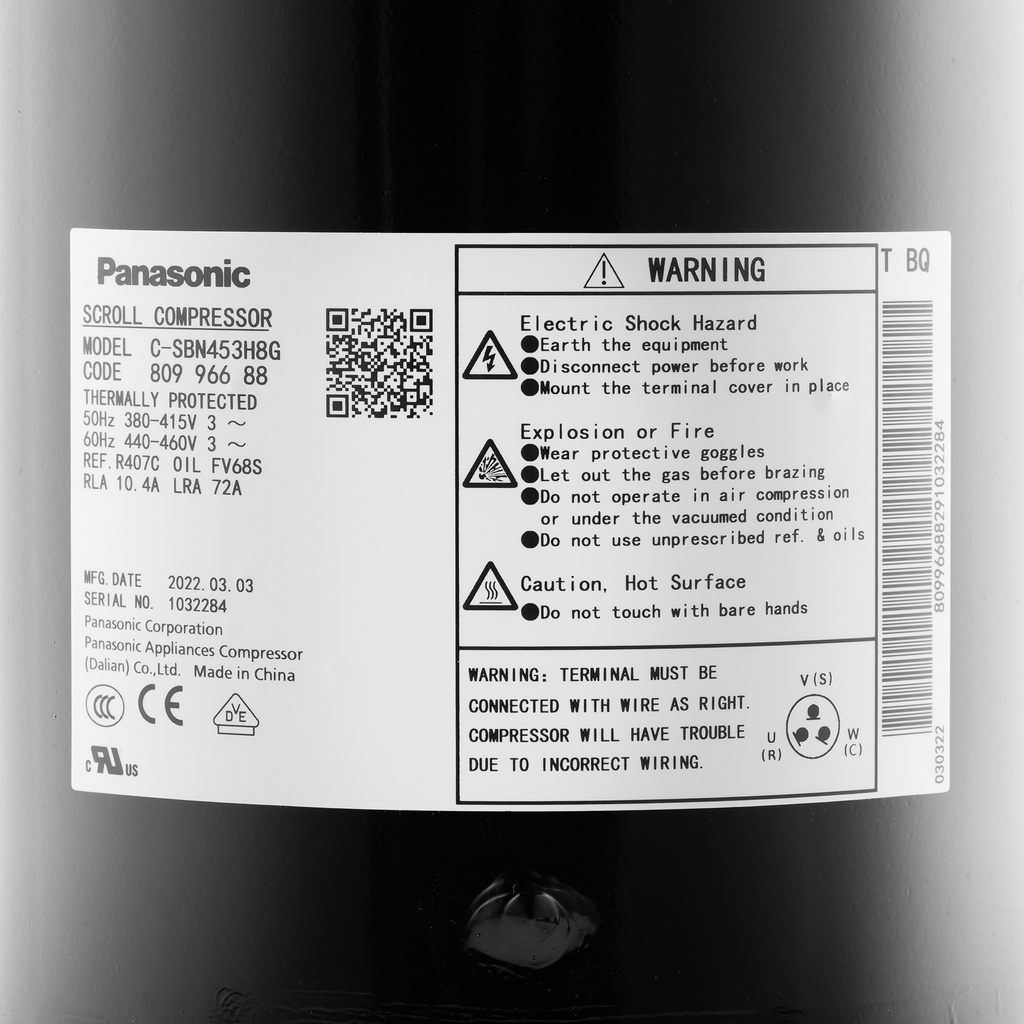 Panasonic
SCROLL COMPRESSOR
MODEL C-SBN453H8G
CODE 809 966 88
THERMALLY PROTECTED
50Hz 380-415V 3 ～
60Hz 440-460V 3 ～
REF.R407C OIL FV68S
RLA 10.4A LRA 72A
MFG.DATE 2022.03.03
SERIAL NO. 1032284
Panasonic Corporation
Panasonic Appliances Compressor
(Dalian) Co.,Ltd. Made in China
CCC CE
DVE
c RU US
WARNING
Electric Shock Hazard
●Earth the equipment
●Disconnect power before work
●Mount the terminal cover in place
Explosion or Fire
●Wear protective goggles
●Let out the gas before brazing
●Do not operate in air compression
or under the vacuumed condition
●Do not use unprescribed ref. & oils
Caution, Hot Surface
●Do not touch with bare hands
WARNING: TERMINAL MUST BE
CONNECTED WITH WIRE AS RIGHT.
COMPRESSOR WILL HAVE TROUBLE
DUE TO INCORRECT WIRING.
V(S)
U
(R)
W
(C)
T BQ
80996688291032284
030322